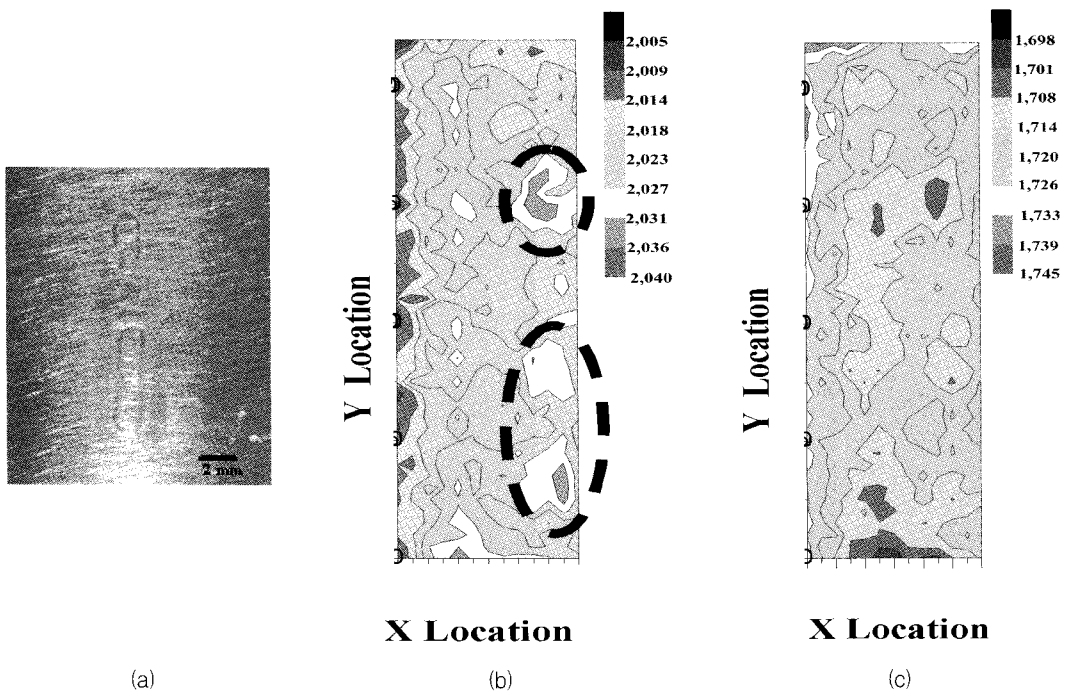 2 mm
(a)
Y Location
X Location
(b)
2,005
2,009
2,014
2,018
2,023
2,027
2,031
2,036
2,040
Y Location
X Location
(c)
1,698
1,701
1,708
1,714
1,720
1,726
1,733
1,739
1,745